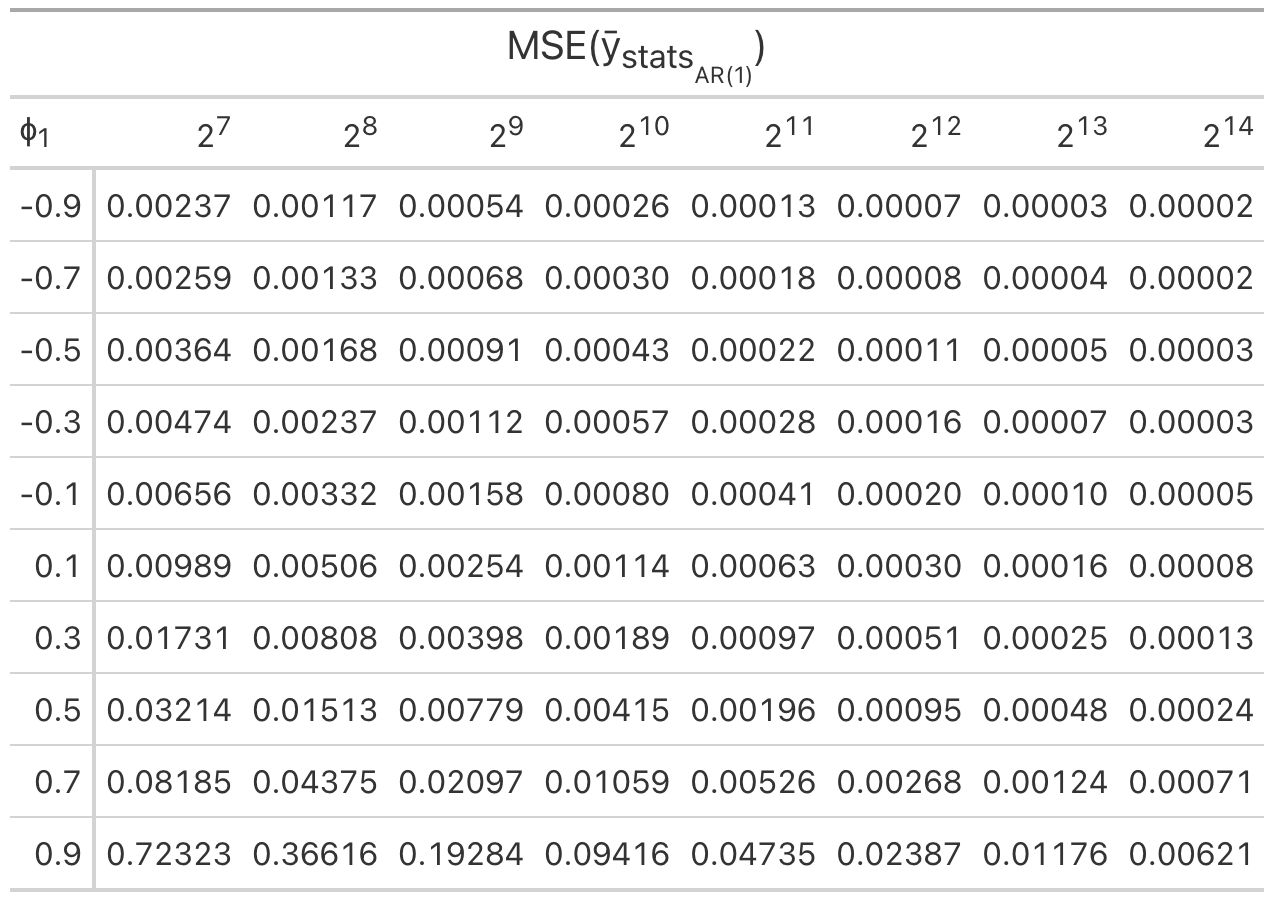 MSE(ȳstatsAR(1))
ϕ1 2^7 2^8 2^9 2^10 2^11 2^12 2^13 2^14
-0.9 0.00237 0.00117 0.00054 0.00026 0.00013 0.00007 0.00003 0.00002
-0.7 0.00259 0.00133 0.00068 0.00030 0.00018 0.00008 0.00004 0.00002
-0.5 0.00364 0.00168 0.00091 0.00043 0.00022 0.00011 0.00005 0.00003
-0.3 0.00474 0.00237 0.00112 0.00057 0.00028 0.00016 0.00007 0.00003
-0.1 0.00656 0.00332 0.00158 0.00080 0.00041 0.00020 0.00010 0.00005
0.1 0.00989 0.00506 0.00254 0.00114 0.00063 0.00030 0.00016 0.00008
0.3 0.01731 0.00808 0.00398 0.00189 0.00097 0.00051 0.00025 0.00013
0.5 0.03214 0.01513 0.00779 0.00415 0.00196 0.00095 0.00048 0.00024
0.7 0.08185 0.04375 0.02097 0.01059 0.00526 0.00268 0.00124 0.00071
0.9 0.72323 0.36616 0.19284 0.09416 0.04735 0.02387 0.01176 0.00621